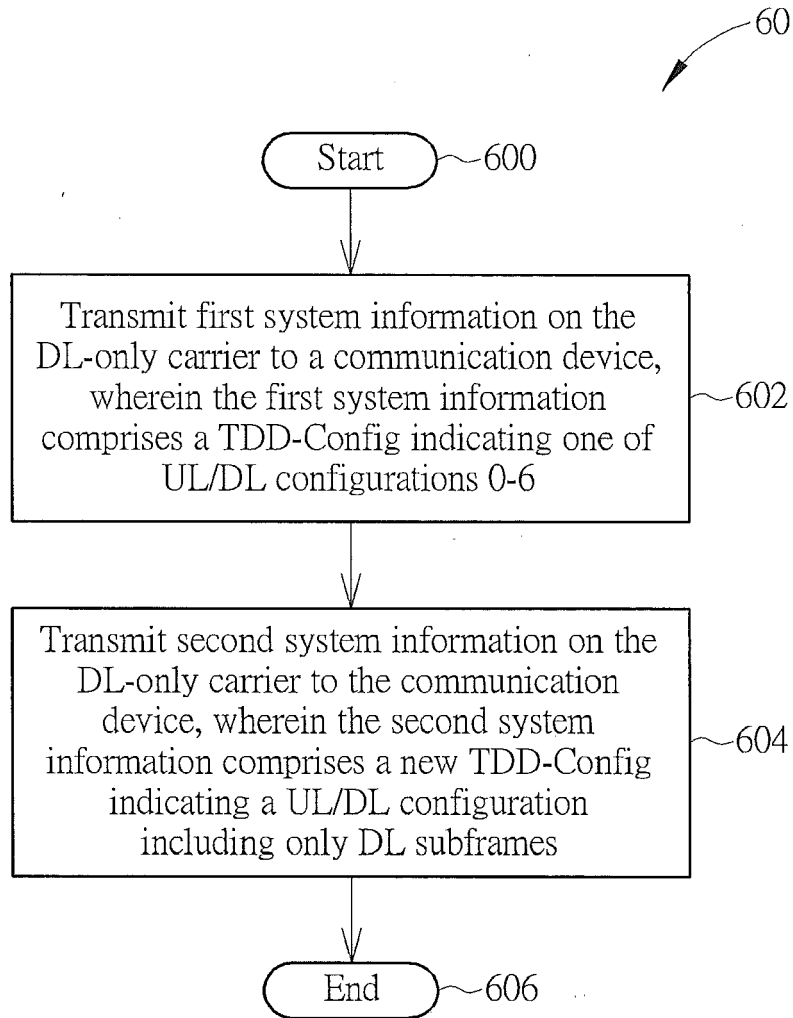 60
Start
600
Transmit first system information on the
DL-only carrier to a communication device,
wherein the first system information
comprises a TDD-Config indicating one of
UL/DL configurations 0-6
602
Transmit second system information on the
DL-only carrier to the communication
device, wherein the second system
information comprises a new TDD-Config
indicating a UL/DL configuration
including only DL subframes
604
End
606